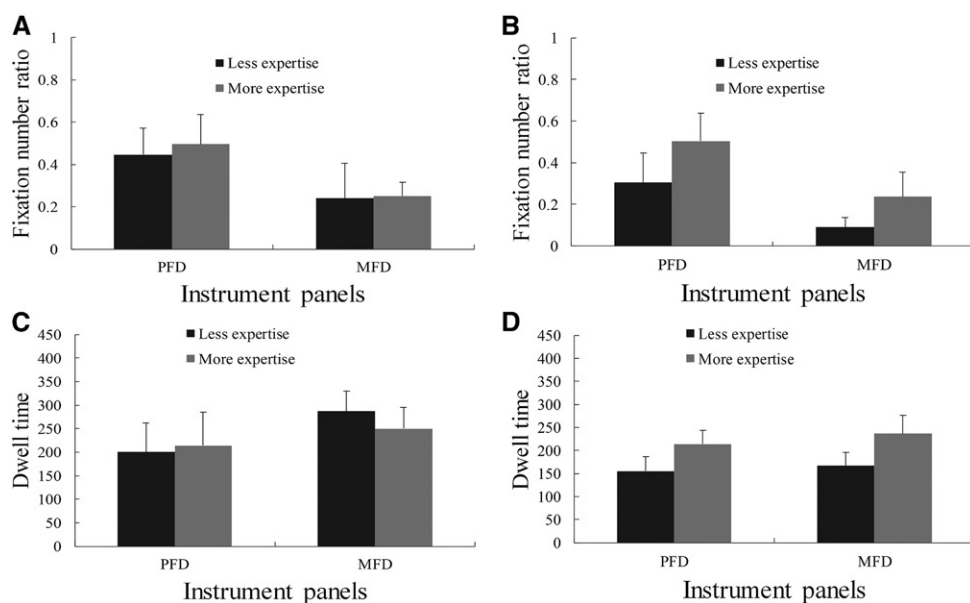 A
Fixation number ratio
1
0.8
0.6
0.4
0.2
0
Less expertise
More expertise
PFD MFD
Instrument panels
B
Fixation number ratio
1
0.8
0.6
0.4
0.2
0
Less expertise
More expertise
PFD MFD
Instrument panels
C
Dwell time
450
400
350
300
250
200
150
100
50
0
Less expertise
More expertise
PFD MFD
Instrument panels
D
Dwell time
450
400
350
300
250
200
150
100
50
0
Less expertise
More expertise
PFD MFD
Instrument panels